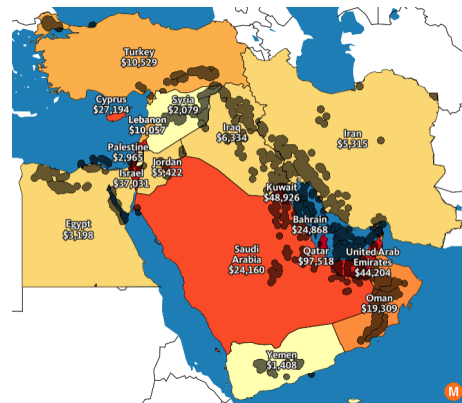 Turkey
$10,529
Cyprus
$27,194
Syria
$2,079
Lebanon
$10,057
Iraq
$6,334
Iran
$5,315
Palestine
$2,965
Israel
$37,031
Jordan
$5,422
Kuwait
$48,926
Egypt
$3,198
Bahrain
$24,868
Saudi
Arabia
$24,160
Qatar
$97,518
United Arab
Emirates
$44,204
Oman
$19,309
Yemen
$1,408
M